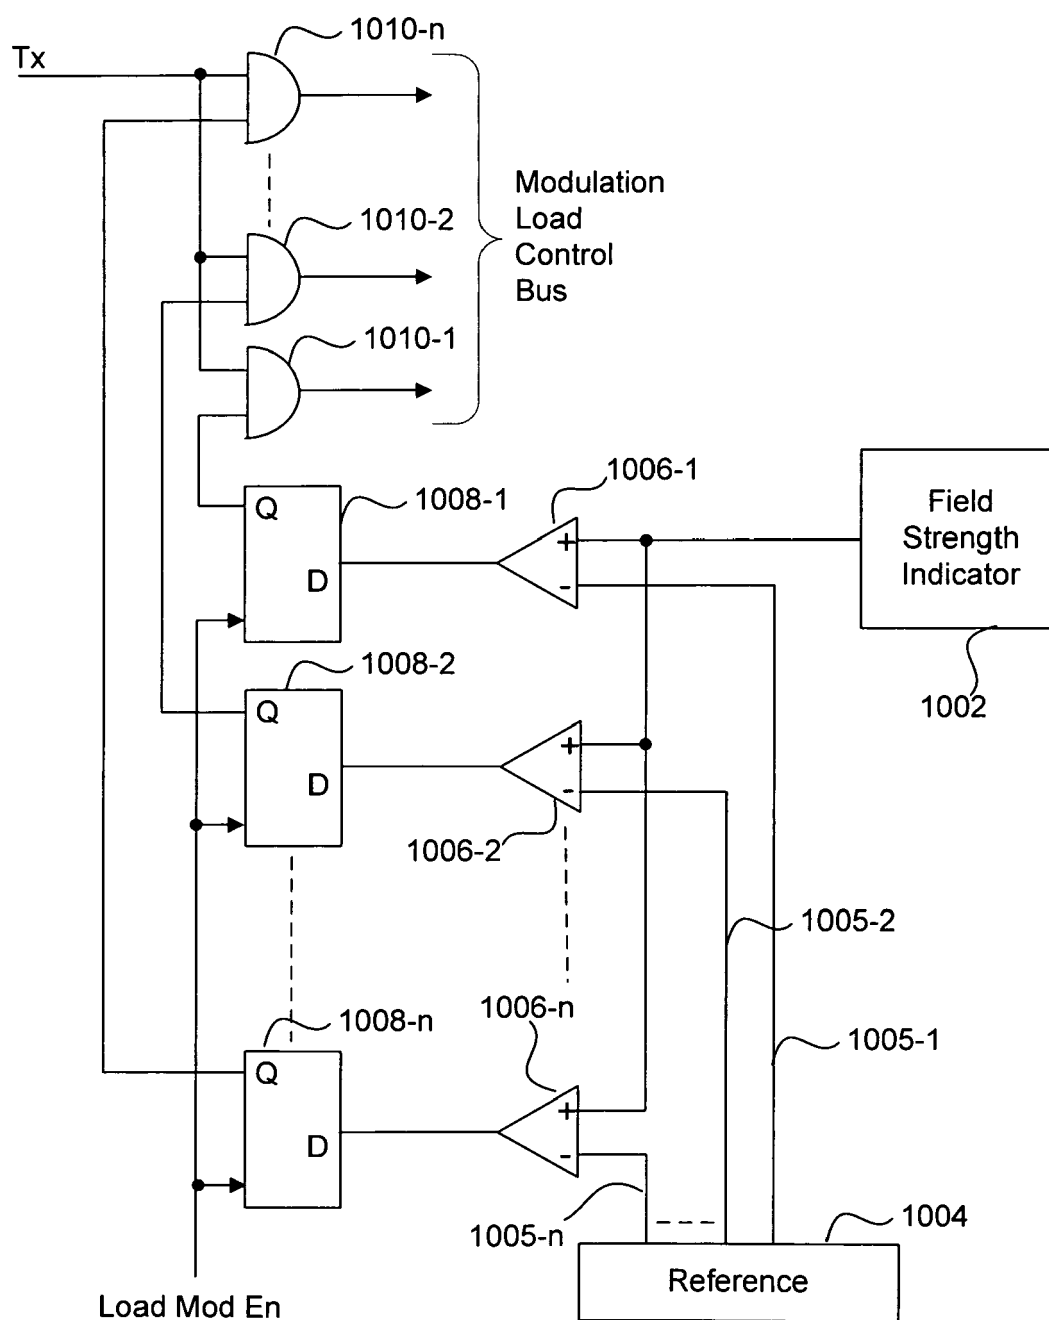 1010-n
Tx
1010-2
Modulation
Load
Control
Bus
1010-1
1006-1
1008-1
Q
D
+
-
Field
Strength
Indicator
1002
1008-2
Q
D
+
-
1006-2
1005-2
1006-n
1008-n
1005-1
Q
D
+
-
1005-n
1004
Reference
Load Mod En